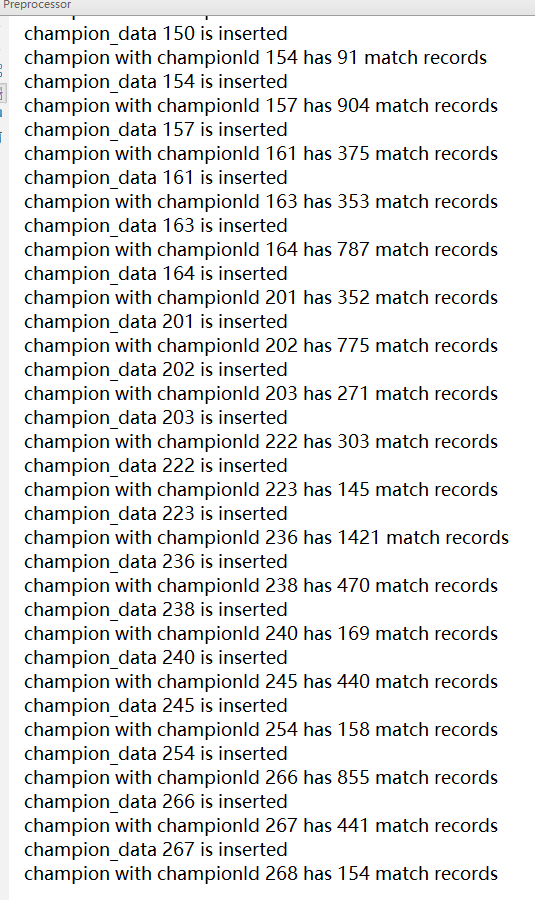 Preprocessor
champion_data 150 is inserted
champion with championId 154 has 91 match records
champion_data 154 is inserted
champion with championId 157 has 904 match records
champion_data 157 is inserted
champion with championId 161 has 375 match records
champion_data 161 is inserted
champion with championId 163 has 353 match records
champion_data 163 is inserted
champion with championId 164 has 787 match records
champion_data 164 is inserted
champion with championId 201 has 352 match records
champion_data 201 is inserted
champion with championId 202 has 775 match records
champion_data 202 is inserted
champion with championId 203 has 271 match records
champion_data 203 is inserted
champion with championId 222 has 303 match records
champion_data 222 is inserted
champion with championId 223 has 145 match records
champion_data 223 is inserted
champion with championId 236 has 1421 match records
champion_data 236 is inserted
champion with championId 238 has 470 match records
champion_data 238 is inserted
champion with championId 240 has 169 match records
champion_data 240 is inserted
champion with championId 245 has 440 match records
champion_data 245 is inserted
champion with championId 254 has 158 match records
champion_data 254 is inserted
champion with championId 266 has 855 match records
champion_data 266 is inserted
champion with championId 267 has 441 match records
champion_data 267 is inserted
champion with championId 268 has 154 match records